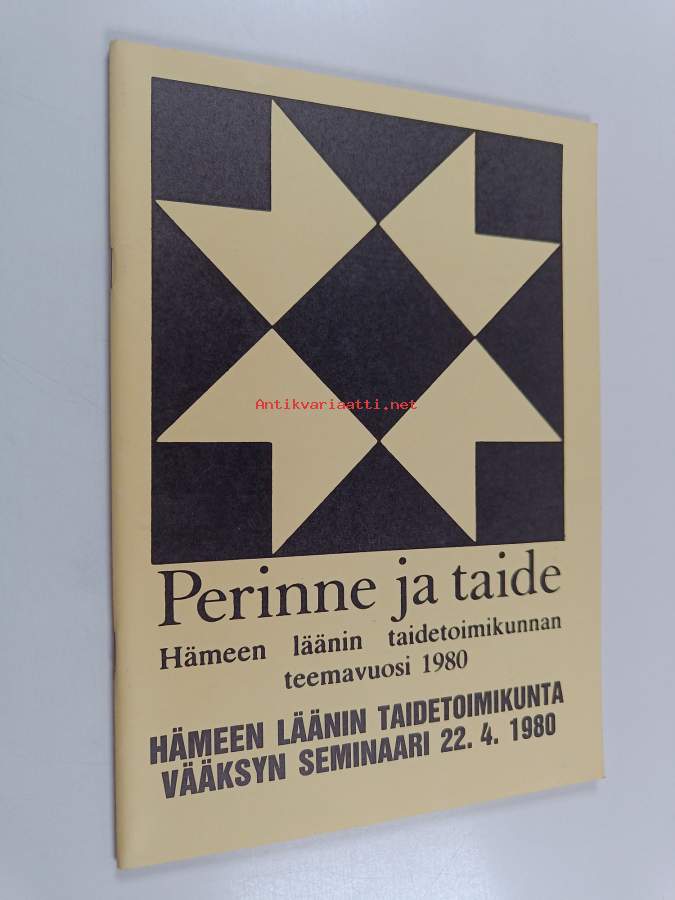 Antikvariaatti.net
Perinne ja taide
Hämeen läänin taidetoimikunnan
teemavuosi 1980
HÄMEEN LÄÄNIN TAIDETOIMIKUNTA
VÄÄKSYN SEMINAARI 22. 4. 1980